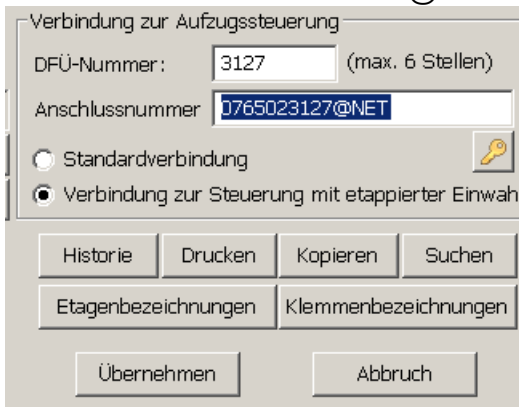 Verbindung zur Aufzugssteuerung
DFÜ-Nummer: 3127 (max. 6 Stellen)
Anschlussnummer 0765023127@NET
Standardverbindung
Verbindung zur Steuerung mit etappierter Einwah
Historie Drucken Kopieren Suchen
Etagenbezeichnungen Klemmenbezeichnungen
Übernehmen Abbruch